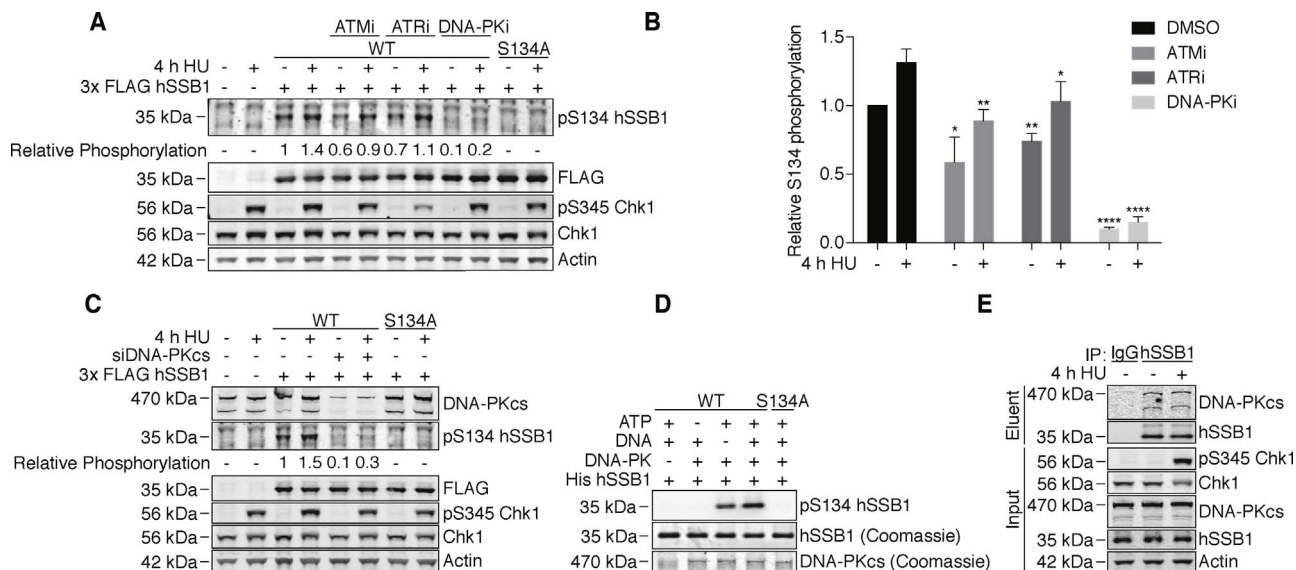 A
ATMi ATRi DNA-PKi
WT S134A
4 h HU - + - + - + - + - + - +
3x FLAG hSSB1 - - + + + + + + + + + +
35 kDa pS134 hSSB1
Relative Phosphorylation 1 1.4 0.6 0.9 0.7 1.1 0.1 0.2 - -
35 kDa FLAG
56 kDa pS345 Chk1
56 kDa Chk1
42 kDa Actin
B
Relative S134 phosphorylation
1.5
1.0
0.5
0.0
* ** ** * **** ****
4 h HU - + - + - + - +
DMSO
ATMi
ATRi
DNA-PKi
C
WT S134A
4 h HU - + - + - + - +
siDNA-PKcs - - - - + + - -
3x FLAG hSSB1 - - + + + + + +
470 kDa DNA-PKcs
35 kDa pS134 hSSB1
Relative Phosphorylation 1 1.5 0.1 0.3 - -
35 kDa FLAG
56 kDa pS345 Chk1
56 kDa Chk1
42 kDa Actin
D
WT S134A
ATP + - + + +
DNA + + - + +
DNA-PK - + + + +
His hSSB1 + + + + +
35 kDa pS134 hSSB1
35 kDa hSSB1 (Coomassie)
470 kDa DNA-PKcs (Coomassie)
E
IP: IgG hSSB1
4 h HU - - +
Eluent
470 kDa DNA-PKcs
35 kDa hSSB1
Input
56 kDa pS345 Chk1
56 kDa Chk1
470 kDa DNA-PKcs
35 kDa hSSB1
42 kDa Actin